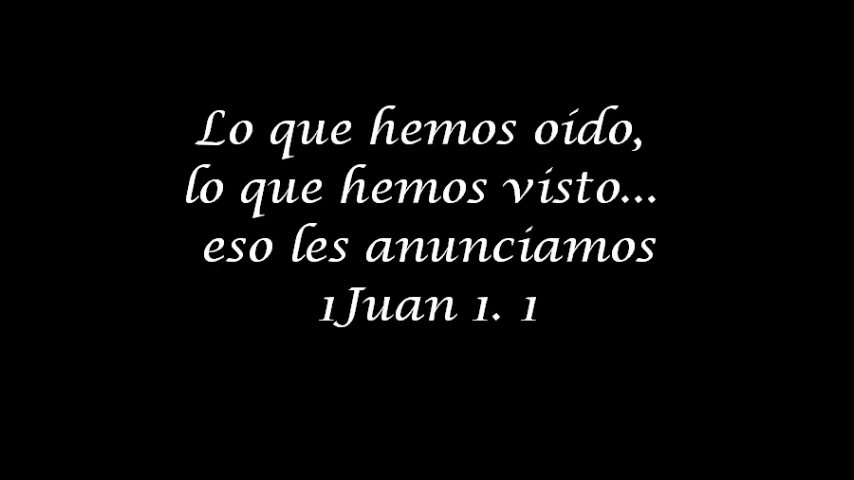 Lo que hemos oído,
lo que hemos visto...
eso les anunciamos
1Juan 1. 1